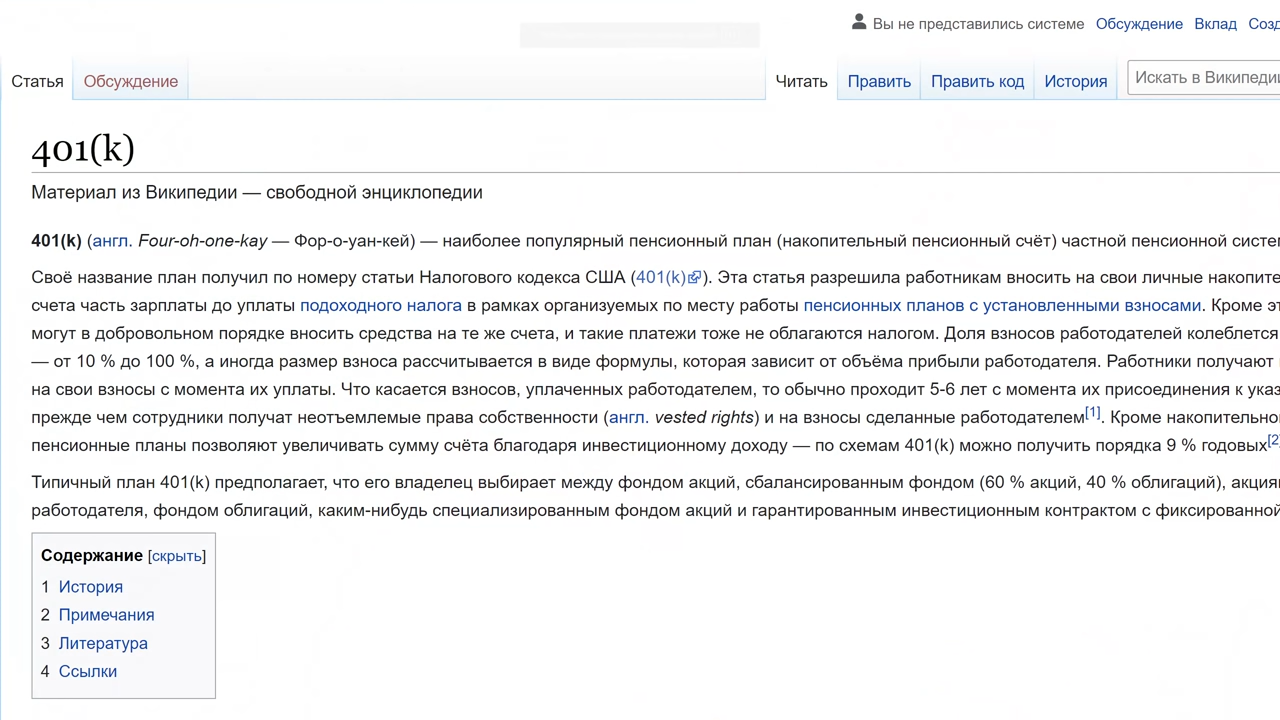 Вы не представились системе Обсуждение Вклад
Статья Обсуждение Читать Править Править код История Искать в Википедии
401(k)
Материал из Википедии — свободной энциклопедии
401(k) (англ. Four-oh-one-kay — Фор-о-уан-кей) — наиболее популярный пенсионный план (накопительный пенсионный счёт) частной пенсионной
Своё название план получил по номеру статьи Налогового кодекса США (401(k)). Эта статья разрешила работникам вносить на свои личные
счета часть зарплаты до уплаты подоходного налога в рамках организуемых по месту работы пенсионных планов с установленными взносами. Кроме
могут в добровольном порядке вносить средства на те же счета, и такие платежи тоже не облагаются налогом. Доля взносов работодателей колеблется
— от 10 % до 100 %, а иногда размер взноса рассчитывается в виде формулы, которая зависит от объёма прибыли работодателя. Работники получают
на свои взносы с момента их уплаты. Что касается взносов, уплаченных работодателем, то обычно проходит 5-6 лет с момента их присоединения к
прежде чем сотрудники получат неотъемлемые права собственности (англ. vested rights) и на взносы сделанные работодателем[1]. Кроме
пенсионные планы позволяют увеличивать сумму счёта благодаря инвестиционному доходу — по схемам 401(k) можно получить порядка 9 % годовых[2]
Типичный план 401(k) предполагает, что его владелец выбирает между фондом акций, сбалансированным фондом (60 % акций, 40 % облигаций),
работодателя, фондом облигаций, каким-нибудь специализированным фондом акций и гарантированным инвестиционным контрактом с фиксированной
Содержание [скрыть]
1 История
2 Примечания
3 Литература
4 Ссылки